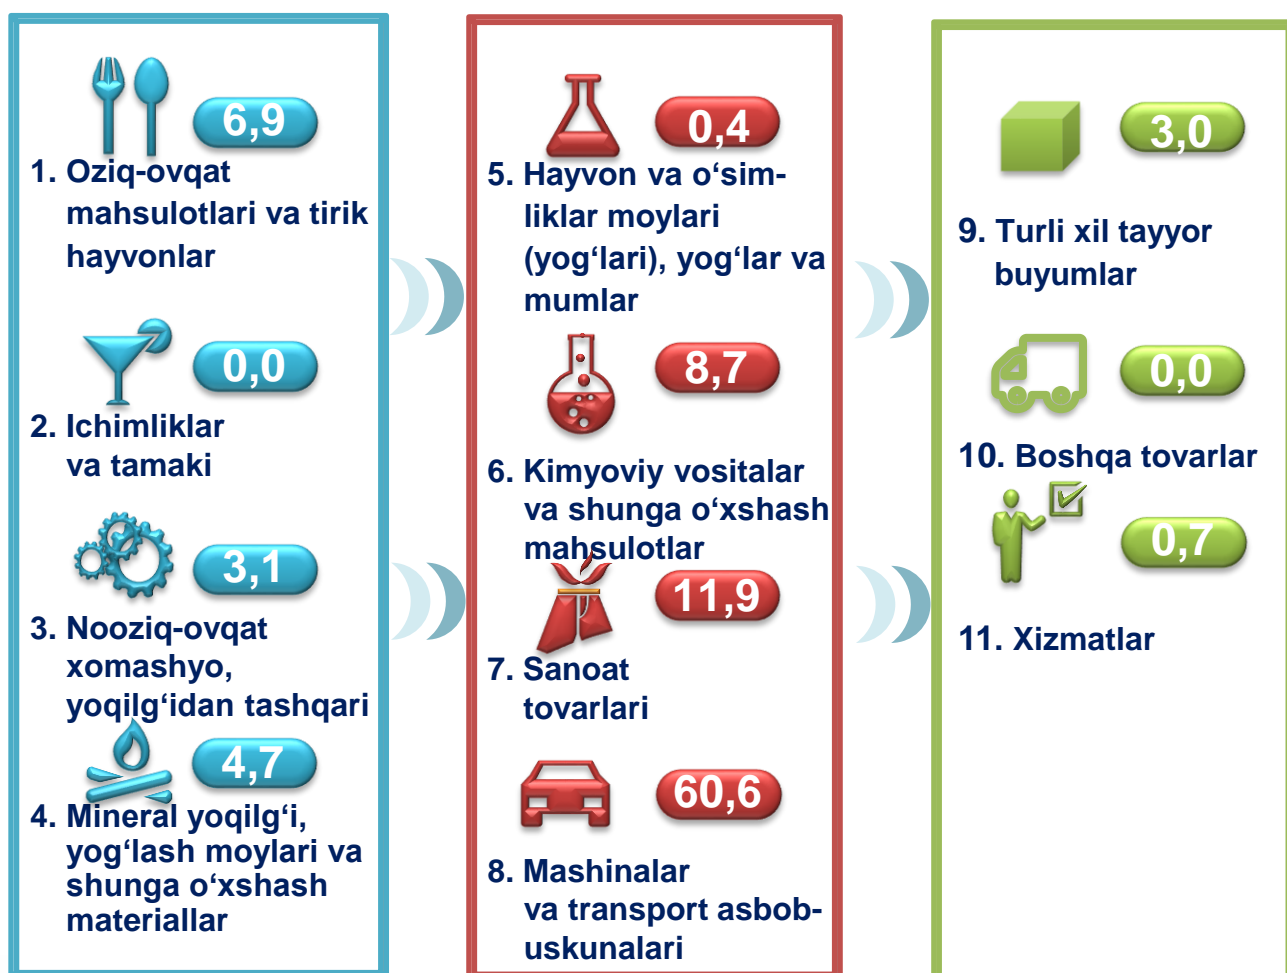 6,9
1. Oziq-ovqat
mahsulotlari va tirik
hayvonlar
0,0
2. Ichimliklar
va tamaki
3,1
3. Nooziq-ovqat
xomashyo,
yoqilg‘idan tashqari
4,7
4. Mineral yoqilg‘i,
yog‘lash moylari va
shunga o‘xshash
materiallar
0,4
5. Hayvon va o‘sim-
liklar moylari
(yog‘lari), yog‘lar va
mumlar
8,7
6. Kimyoviy vositalar
va shunga o‘xshash
mahsulotlar
11,9
7. Sanoat
tovarlari
60,6
8. Mashinalar
va transport asbob-
uskunalari
3,0
9. Turli xil tayyor
buyumlar
0,0
10. Boshqa tovarlar
0,7
11. Xizmatlar